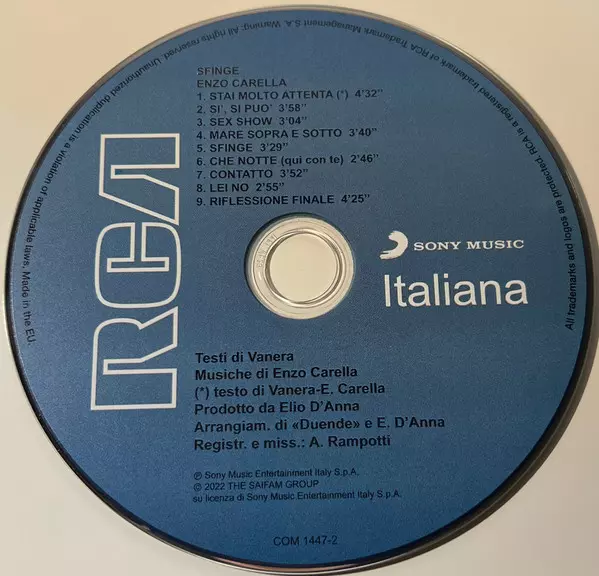 SFINGE
ENZO CARELLA
1. STAI MOLTO ATTENTA (*) 4'32"
2. SI', SI PUO' 3'58"
3. SEX SHOW 3'04"
4. MARE SOPRA E SOTTO 3'40"
5. SFINGE 3'29"
6. CHE NOTTE (qui con te) 2'46"
7. CONTATTO 3'52"
8. LEI NO 2'55"
9. RIFLESSIONE FINALE 4'25"
RCA
SONY MUSIC
Italiana
Testi di Vanera
Musiche di Enzo Carella
(*) testo di Vanera-E. Carella
Prodotto da Elio D'Anna
Arrangiam. di «Duende» e E. D'Anna
Registr. e miss.: A. Rampotti
℗ Sony Music Entertainment Italy S.p.A.
© 2022 THE SAIFAM GROUP
su licenza di Sony Music Entertainment Italy S.p.A.
COM 1447-2
All trademarks and logos are protected. RCA is a registered trademark of RCA Trademark Management S.A. Warning. All rights reserved. Unauthorized duplication is a violation of applicable laws. Made in the EU.